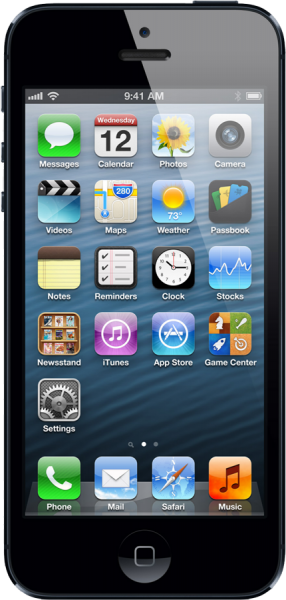 9:41 AM
Wednesday
12
280
73°
Messages Calendar Photos Camera
Videos Maps Weather Passbook
Notes Reminders Clock Stocks
Newsstand iTunes App Store Game Center
Settings
Phone Mail Safari Music